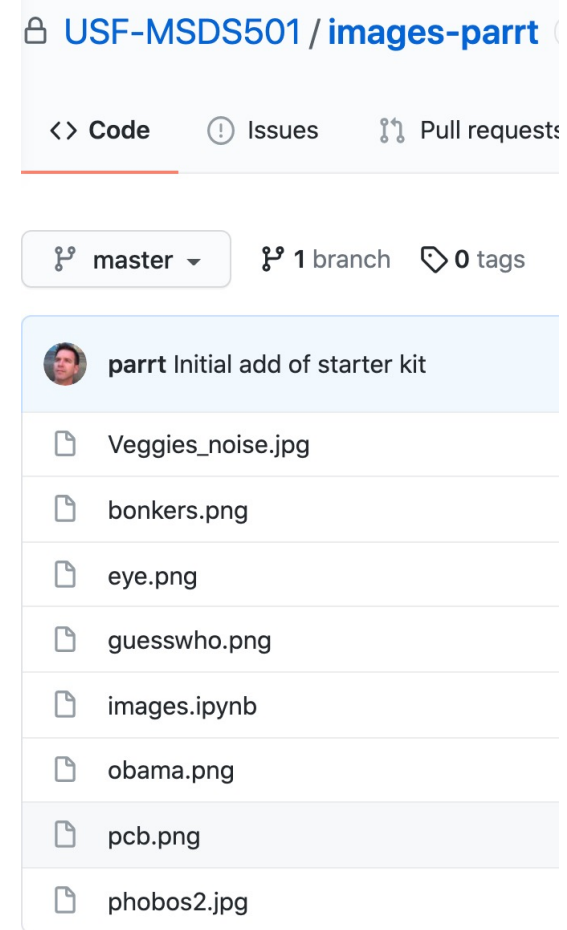 USF-MSDS501 / images-parrt
Code Issues Pull requests
master 1 branch 0 tags
parrt Initial add of starter kit
Veggies_noise.jpg
bonkers.png
eye.png
guesswho.png
images.ipynb
obama.png
pcb.png
phobos2.jpg